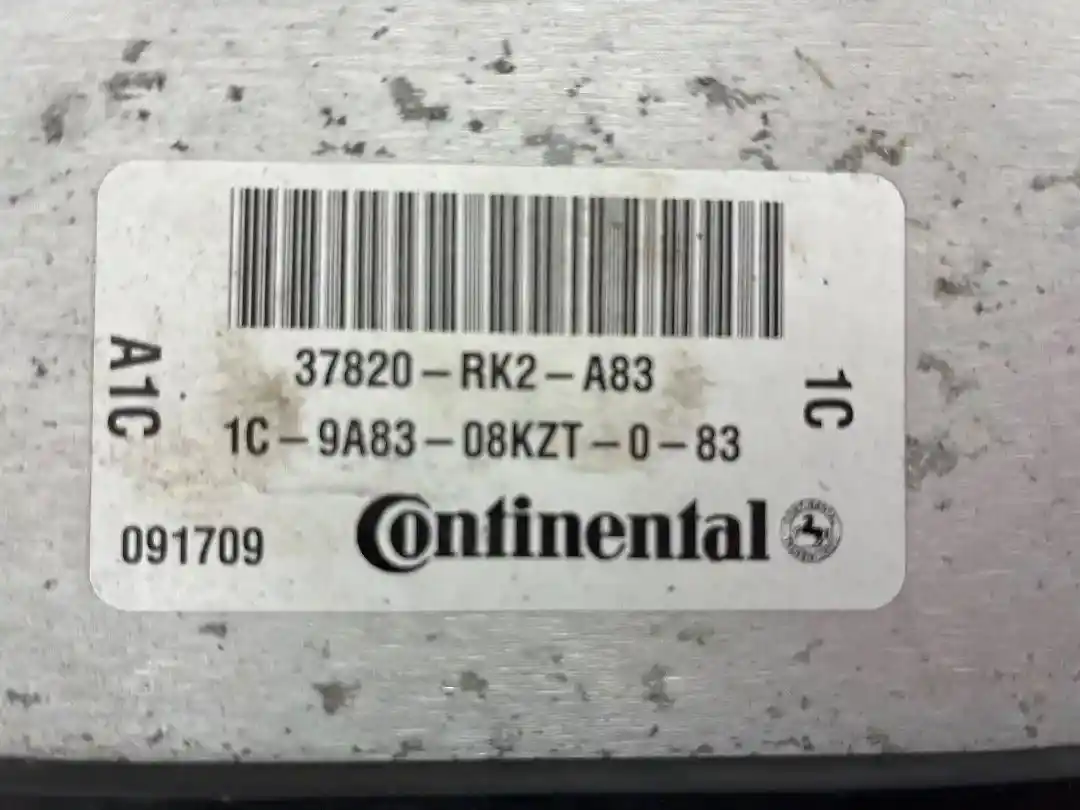 37820-RK2-A83
1C-9A83-08KZT-0-83
A1C
1C
091709
Continental